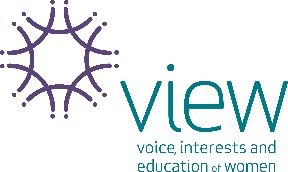 view
voice, interests and
education of women